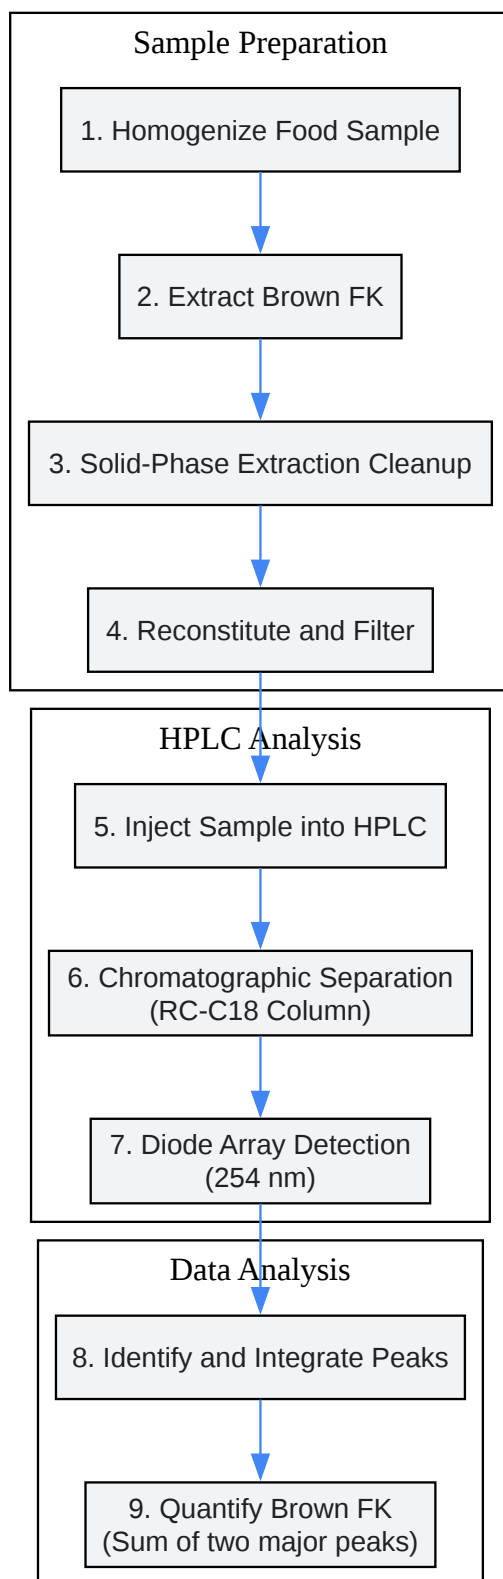 Sample Preparation
1. Homogenize Food Sample
2. Extract Brown FK
3. Solid-Phase Extraction Cleanup
4. Reconstitute and Filter
HPLC Analysis
5. Inject Sample into HPLC
6. Chromatographic Separation
(RC-C18 Column)
7. Diode Array Detection
(254 nm)
Data Analysis
8. Identify and Integrate Peaks
9. Quantify Brown FK
(Sum of two major peaks)